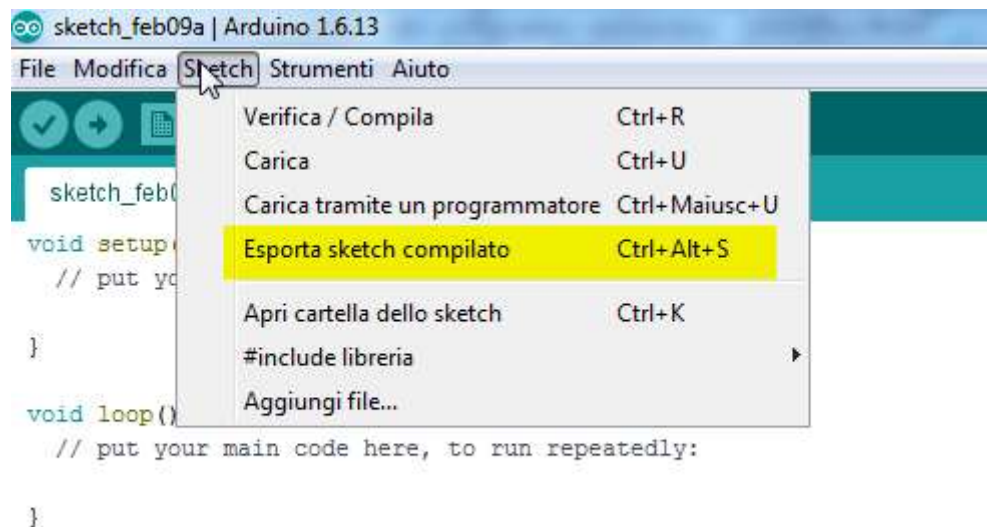 sketch_feb09a | Arduino 1.6.13
File Modifica Sketch Strumenti Aiuto
Verifica / Compila Ctrl+R
Carica Ctrl+U
sketch_feb0
Carica tramite un programmatore Ctrl+Maiusc+U
void setup(
Esporta sketch compilato Ctrl+Alt+S
// put yo
Apri cartella dello sketch Ctrl+K
}
#include libreria
Aggiungi file...
void loop()
// put your main code here, to run repeatedly:
}